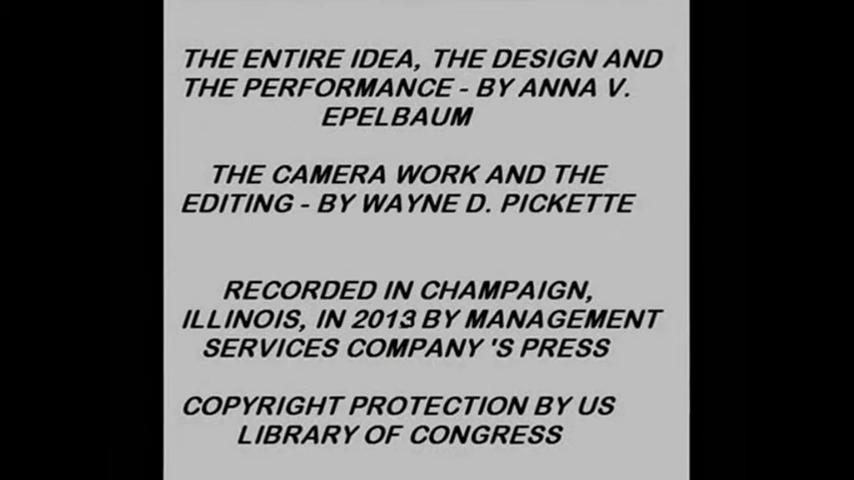 THE ENTIRE IDEA, THE DESIGN AND
THE PERFORMANCE - BY ANNA V.
EPELBAUM
THE CAMERA WORK AND THE
EDITING - BY WAYNE D. PICKETTE
RECORDED IN CHAMPAIGN,
ILLINOIS, IN 2013 BY MANAGEMENT
SERVICES COMPANY 'S PRESS
COPYRIGHT PROTECTION BY US
LIBRARY OF CONGRESS